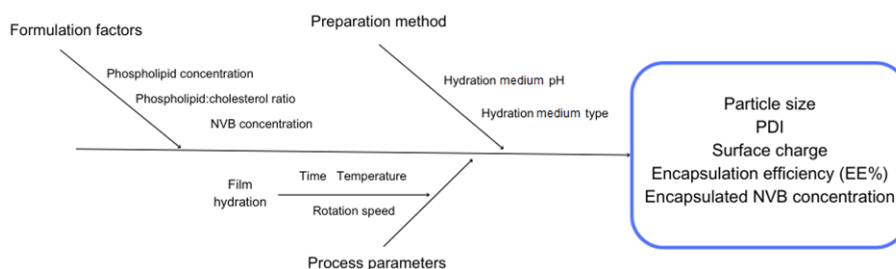 Formulation factors
Phospholipid concentration
Phospholipid:cholesterol ratio
NVB concentration
Preparation method
Hydration medium pH
Hydration medium type
Film
hydration
Time Temperature
Rotation speed
Process parameters
Particle size
PDI
Surface charge
Encapsulation efficiency (EE%)
Encapsulated NVB concentration